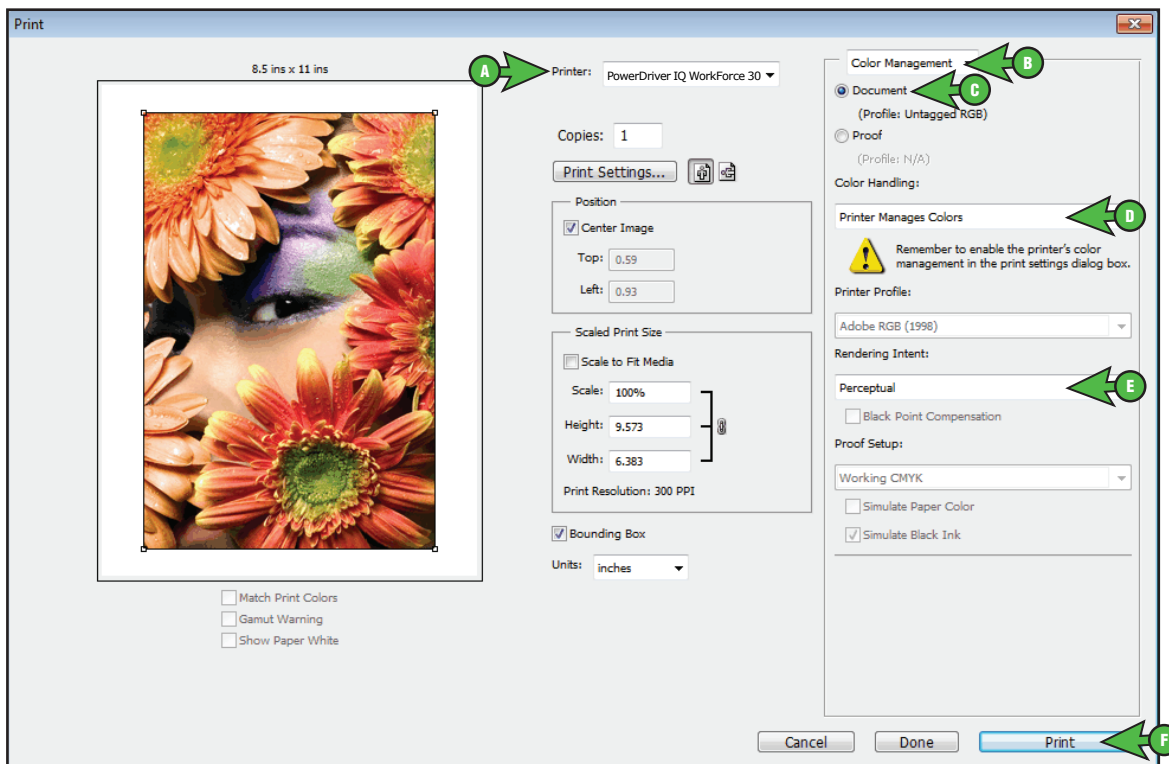 Print
8.5 ins x 11 ins
Match Print Colors
Gamut Warning
Show Paper White
A
Printer: PowerDriver IQ WorkForce 30
Copies: 1
Print Settings...
Position
Center Image
Top: 0.59
Left: 0.93
Scaled Print Size
Scale to Fit Media
Scale: 100%
Height: 9.573
Width: 6.383
Print Resolution: 300 PPI
Bounding Box
Units: inches
Color Management
B
Document
C
(Profile: Untagged RGB)
Proof
(Profile: N/A)
Color Handling:
Printer Manages Colors
D
Remember to enable the printer's color
management in the print settings dialog box.
Printer Profile:
Adobe RGB (1998)
Rendering Intent:
Perceptual
E
Black Point Compensation
Proof Setup:
Working CMYK
Simulate Paper Color
Simulate Black Ink
Cancel
Done
Print
F